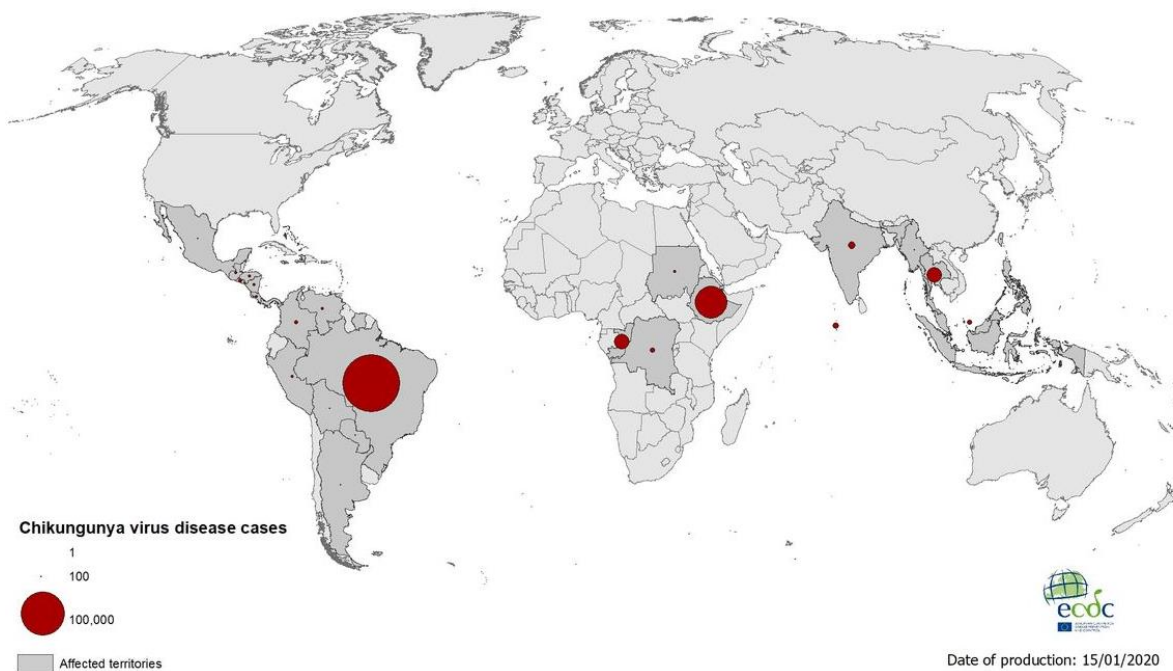 Chikungunya virus disease cases
1
100
100,000
Affected territories
ecdc
Date of production: 15/01/2020